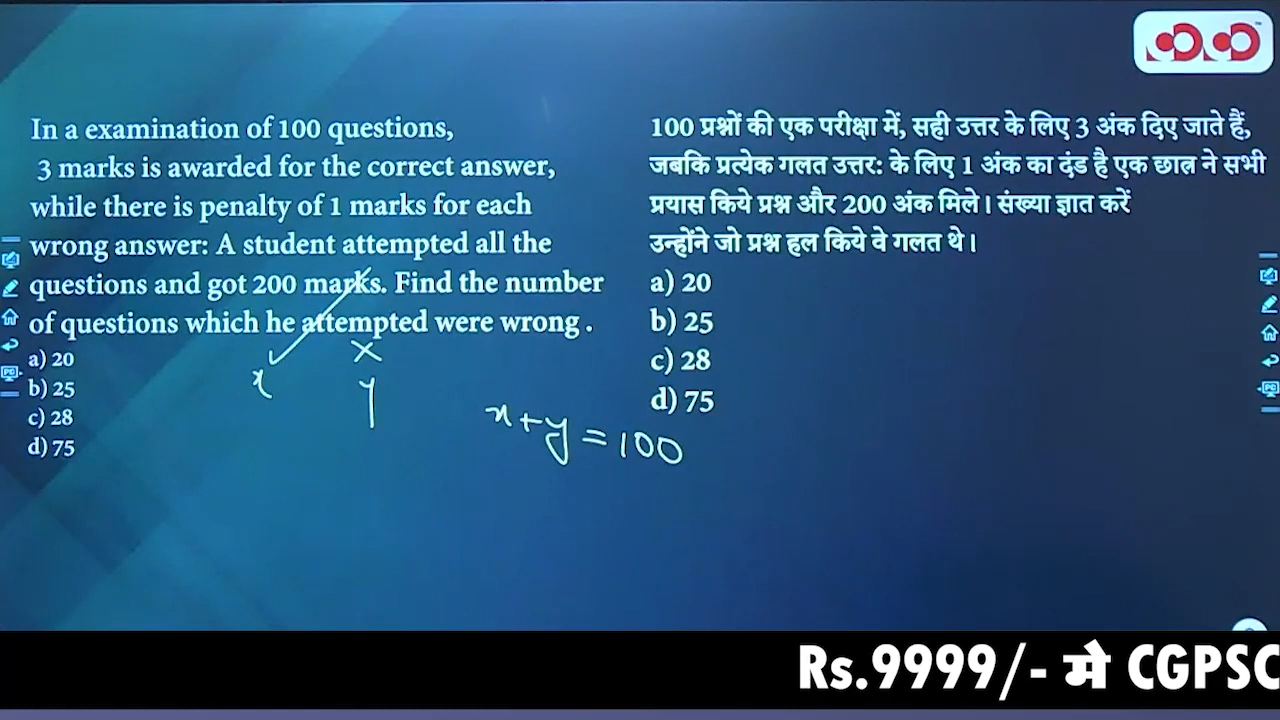 In a examination of 100 questions,
3 marks is awarded for the correct answer,
while there is penalty of 1 marks for each
wrong answer: A student attempted all the
questions and got 200 marks. Find the number
of questions which he attempted were wrong .
a) 20
b) 25
c) 28
d) 75
x
y
x+y=100
100 प्रश्नों की एक परीक्षा में, सही उत्तर के लिए 3 अंक दिए जाते हैं,
जबकि प्रत्येक गलत उत्तर: के लिए 1 अंक का दंड है एक छात्र ने सभी
प्रयास किये प्रश्न और 200 अंक मिले। संख्या ज्ञात करें
उन्होंने जो प्रश्न हल किये वे गलत थे।
a) 20
b) 25
c) 28
d) 75
PC
PC
Rs.9999/- मे CGPSC